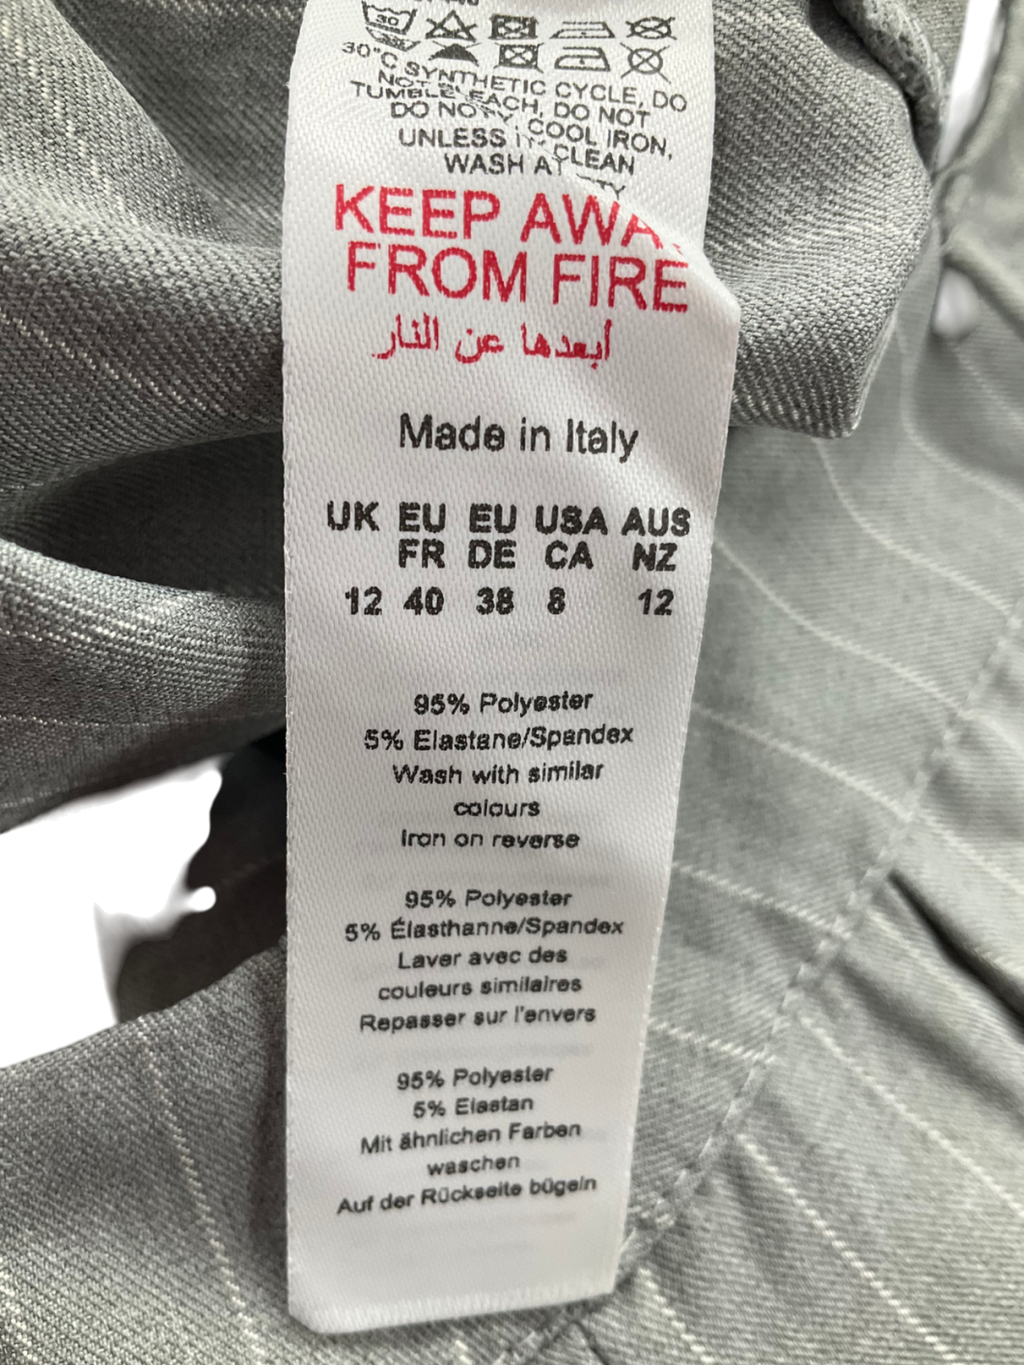 30
30°C SYNTHETIC CYCLE, DO
NOT BLEACH, DO NOT
TUMBLE
DO NOT COOL IRON,
UNLESS CLEAN
WASH AT
KEEP AWA
FROM FIRE
أبعدها عن النار
Made in Italy
UK EU EU USA AUS
FR DE CA NZ
12 40 38 8 12
95% Polyester
5% Elastane/Spandex
Wash with similar
colours
Iron on reverse
95% Polyester
5% Élasthanne/Spandex
Laver avec des
couleurs similaires
Repasser sur l'envers
95% Polyester
5% Elastan
Mit ähnlichen Farben
waschen
Auf der Rückseite bügeln